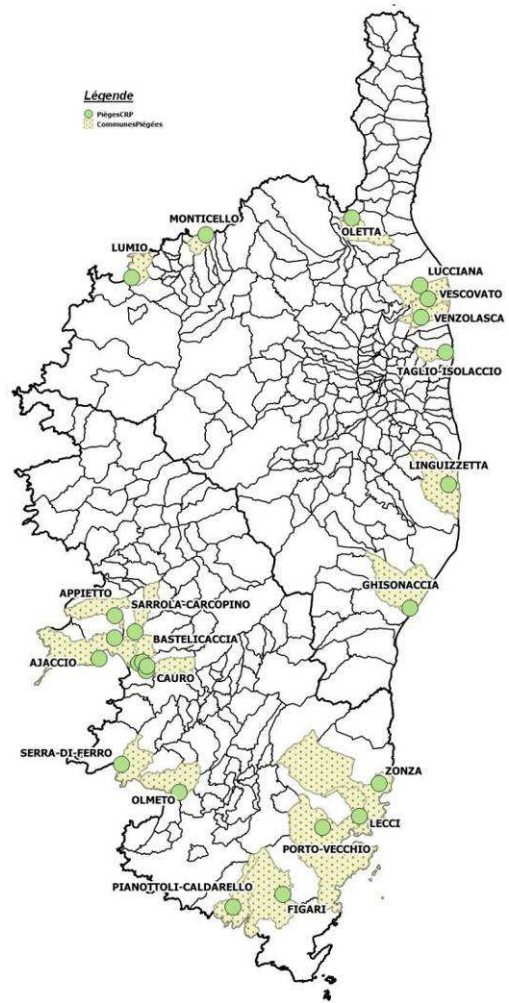 Légende
PiègesCRP
CommunesPiégées
MONTICELLO
OLETTA
LUMIO
LUCCIANA
VESCOVATO
VENZOLASCA
TAGLIO-ISOLACCIO
LINGUIZZETTA
GHISONACCIA
APPIETTO
SARROLA-CARCOPINO
BASTELICACCIA
AJACCIO
CAURO
SERRA-DI-FERRO
ZONZA
OLMETO
LECCI
PORTO-VECCHIO
PIANOTTOLI-CALDARELLO
FIGARI